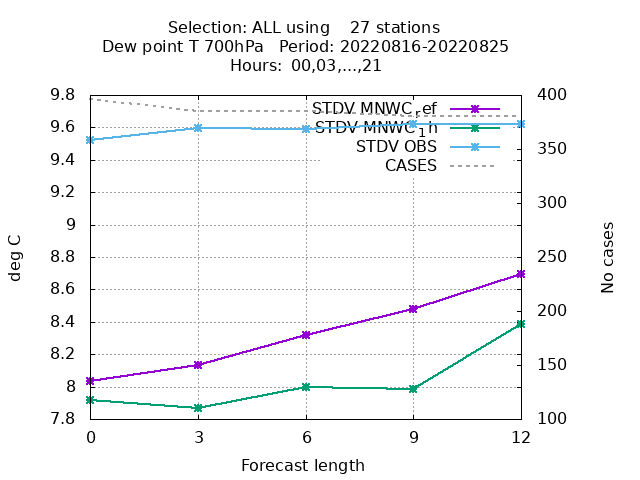 Selection: ALL using 27 stations
Dew point T 700hPa Period: 20220816-20220825
Hours: 00,03,...,21
9.8
9.6
9.4
9.2
9
8.8
8.6
8.4
8.2
8
7.8
400
350
300
250
200
150
100
STDV MNWC_ref
STDV MNWC_1h
STDV OBS
CASES
deg C
No cases
0 3 6 9 12
Forecast length